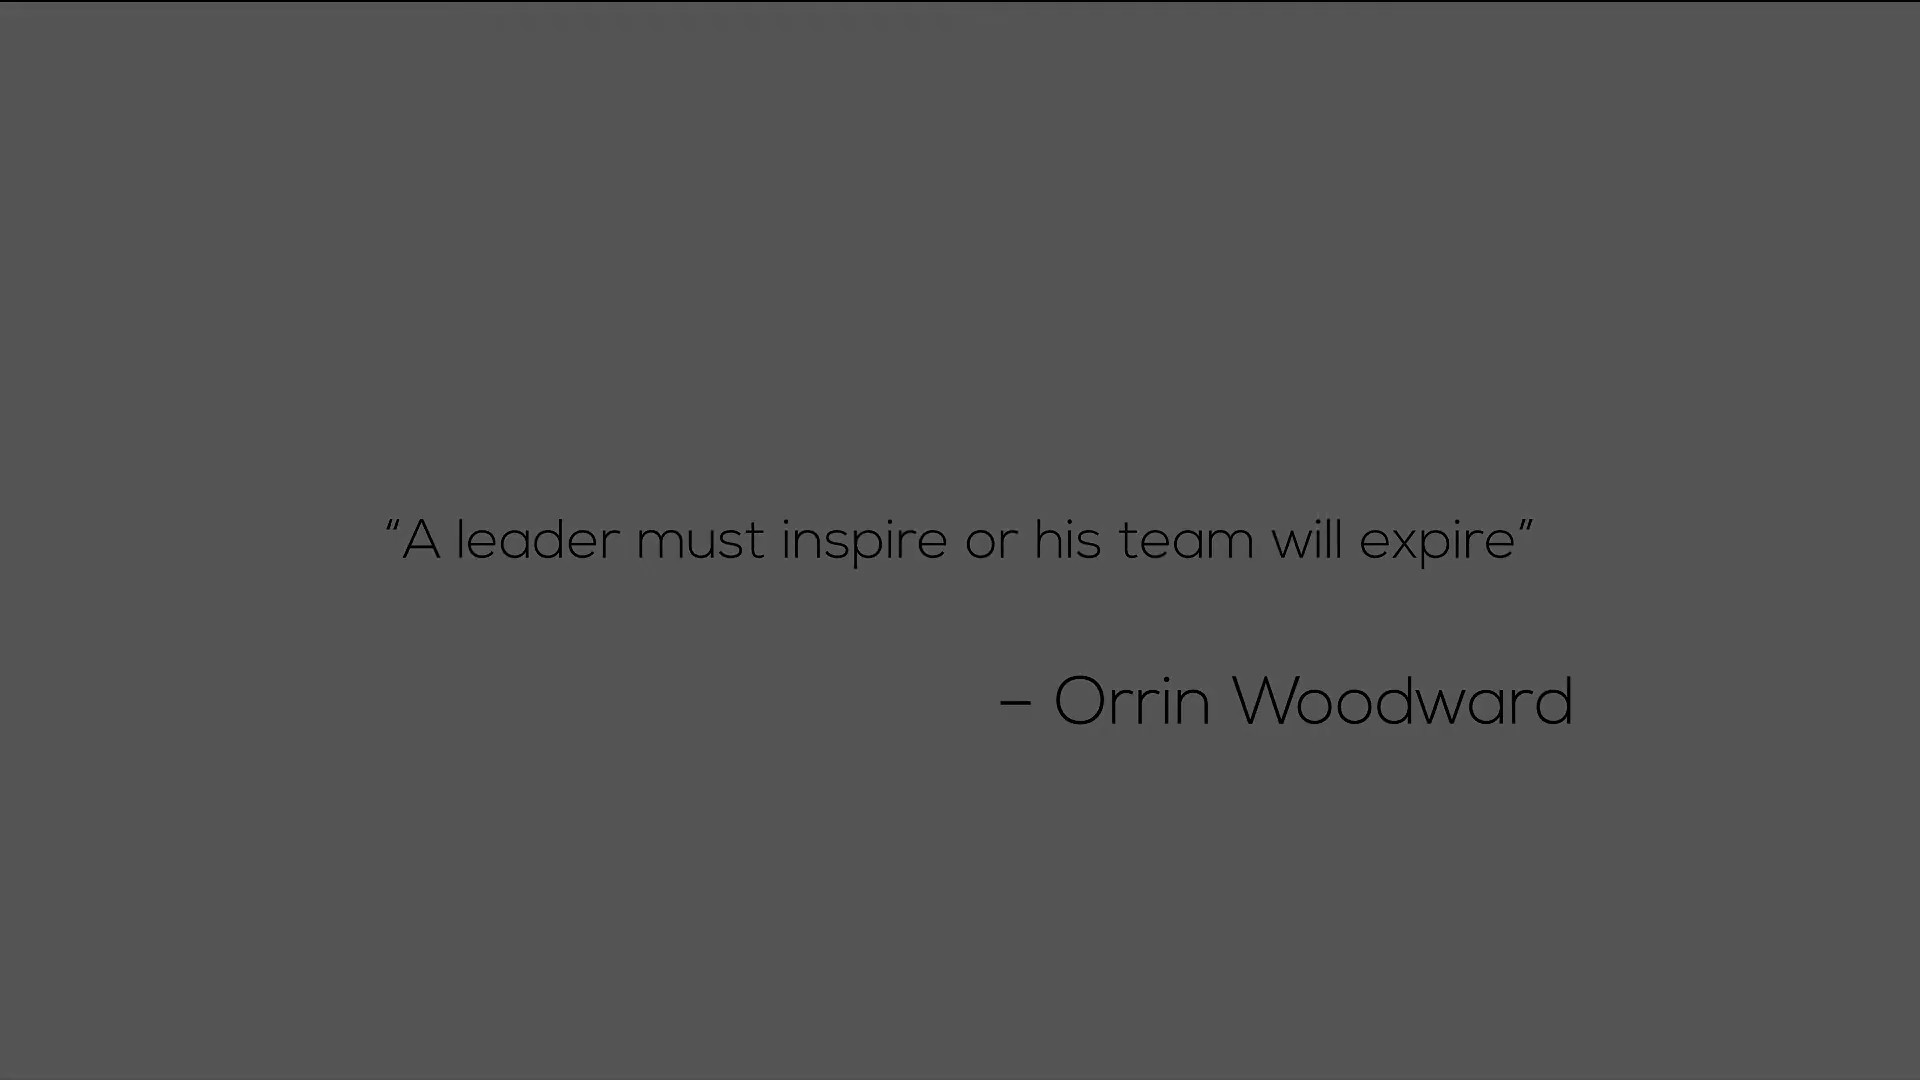 “A leader must inspire or his team will expire”
– Orrin Woodward